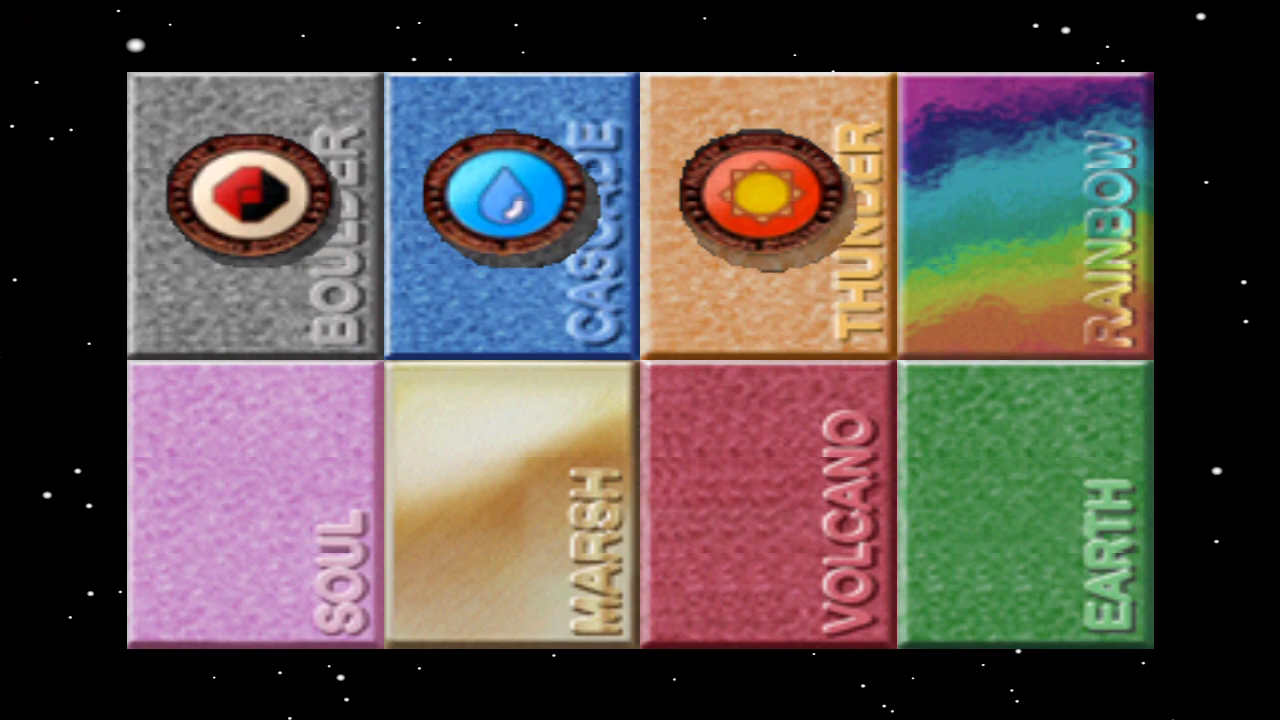 BOULDER
CASCADE
THUNDER
RAINBOW
SOUL
MARSH
VOLCANO
EARTH